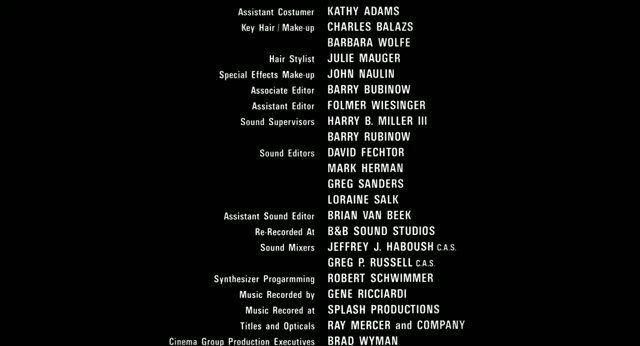 Assistant Costumer KATHY ADAMS
Key Hair / Make-up CHARLES BALAZS
BARBARA WOLFE
Hair Stylist JULIE MAUGER
Special Effects Make-up JOHN NAULIN
Associate Editor BARRY BUBINOW
Assistant Editor FOLMER WIESINGER
Sound Supervisors HARRY B. MILLER III
BARRY RUBINOW
Sound Editors DAVID FECHTOR
MARK HERMAN
GREG SANDERS
LORAINE SALK
Assistant Sound Editor BRIAN VAN BEEK
Re-Recorded At B&B SOUND STUDIOS
Sound Mixers JEFFREY J. HABOUSH C.A.S.
GREG P. RUSSELL C.A.S.
Synthesizer Progarmming ROBERT SCHWIMMER
Music Recorded by GENE RICCIARDI
Music Recored at SPLASH PRODUCTIONS
Titles and Opticals RAY MERCER and COMPANY
Cinema Group Production Executives BRAD WYMAN